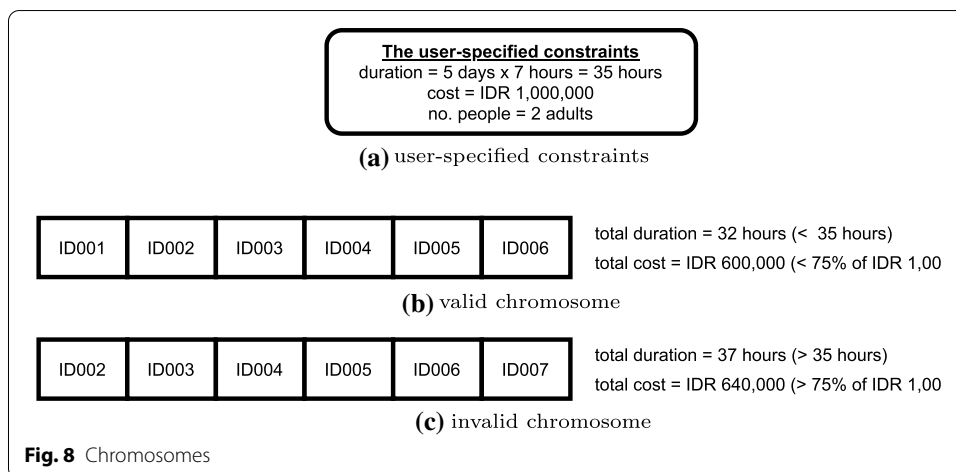 The user-specified constraints
duration = 5 days x 7 hours = 35 hours
cost = IDR 1,000,000
no. people = 2 adults
(a) user-specified constraints
ID001 ID002 ID003 ID004 ID005 ID006
total duration = 32 hours (< 35 hours)
total cost = IDR 600,000 (< 75% of IDR 1,00
(b) valid chromosome
ID002 ID003 ID004 ID005 ID006 ID007
total duration = 37 hours (> 35 hours)
total cost = IDR 640,000 (> 75% of IDR 1,00
(c) invalid chromosome
Fig. 8 Chromosomes